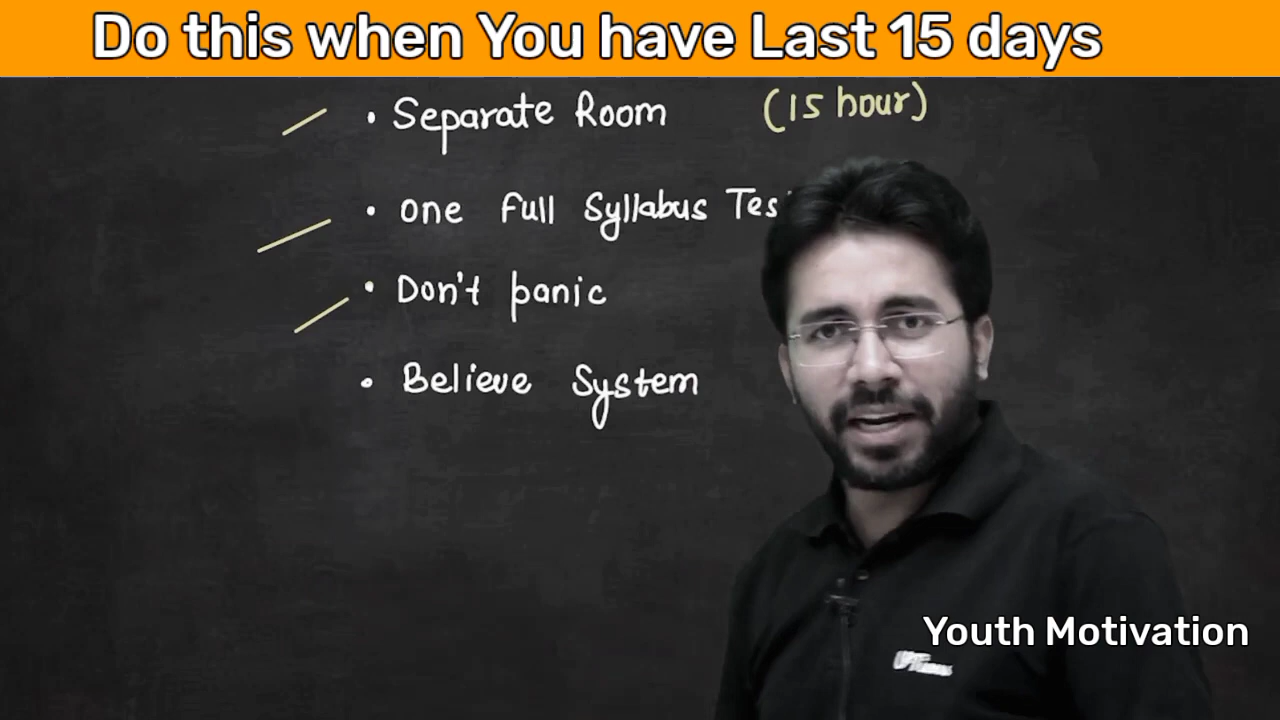 Do this when You have Last 15 days
• Separate Room (15 hour)
• One Full Syllabus Tes
• Don't panic
• Believe System
Youth Motivation